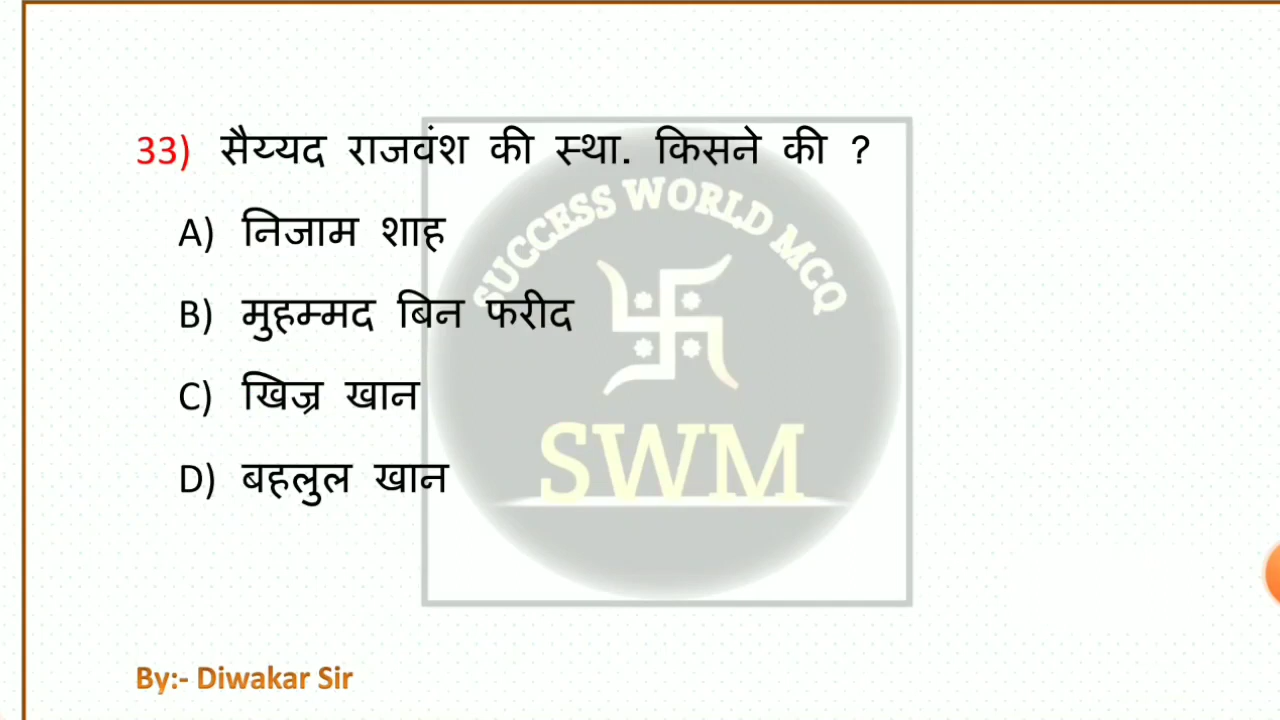 33) सैय्यद राजवंश की स्था. किसने की ?
SUCCESS WORLD MCQ
A) निजाम शाह
B) मुहम्मद बिन फरीद
C) खिज्र खान
SWM
D) बहलुल खान
By:- Diwakar Sir